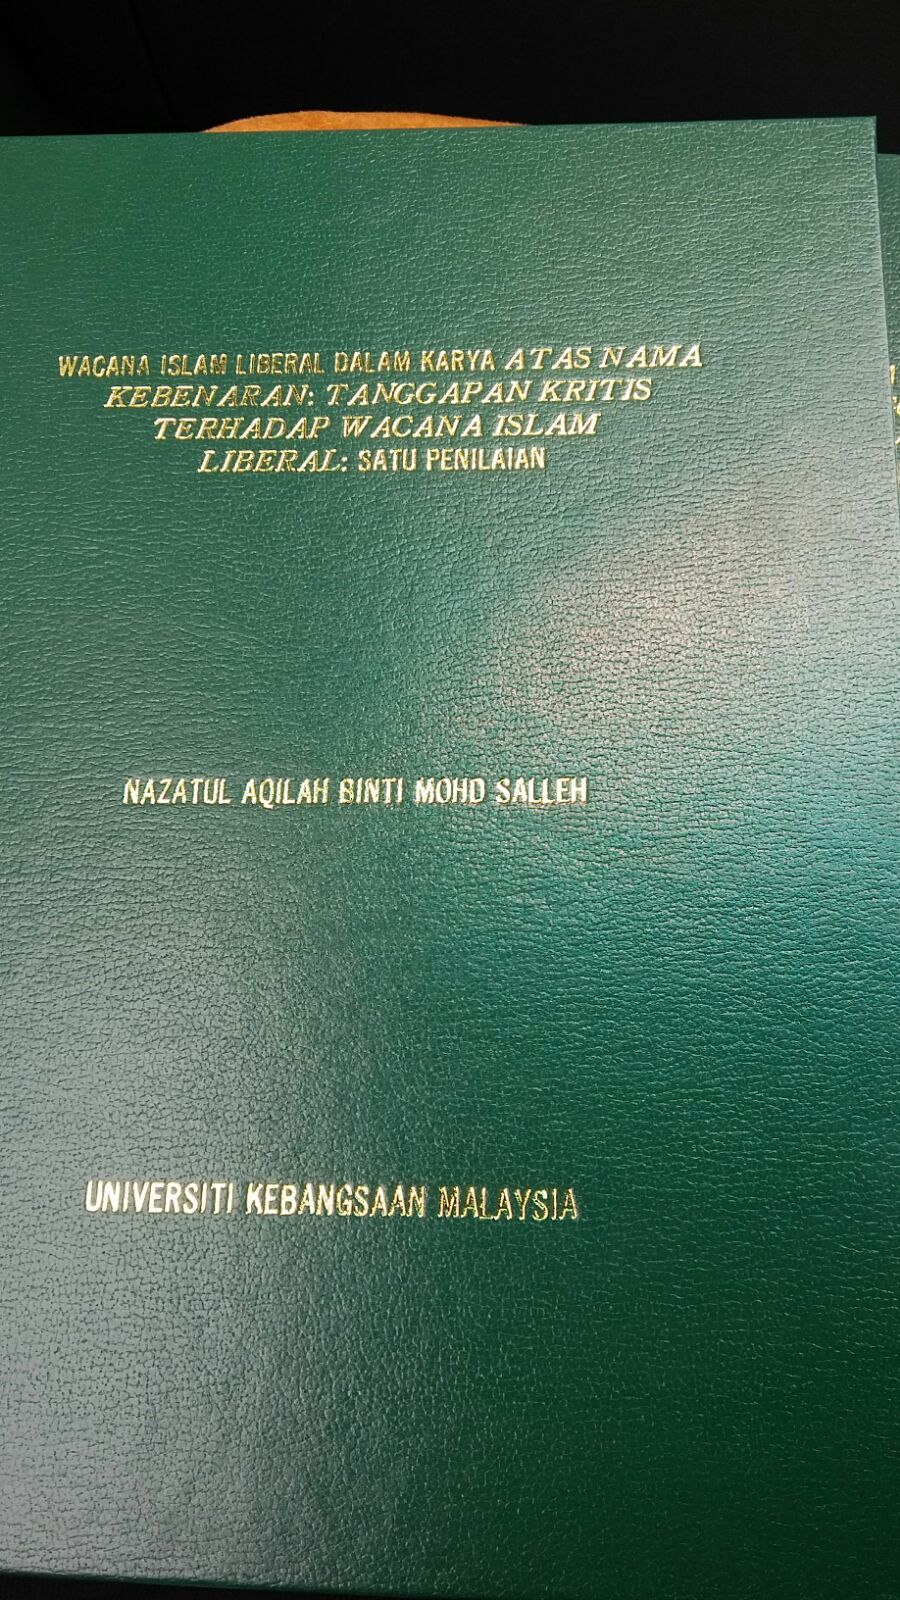 WACANA ISLAM LIBERAL DALAM KARYA ATAS NAMA
KEBENARAN: TANGGAPAN KRITIS
TERHADAP WACANA ISLAM
LIBERAL: SATU PENILAIAN
NAZATUL AQILAH BINTI MOHD SALLEH
UNIVERSITI KEBANGSAAN MALAYSIA